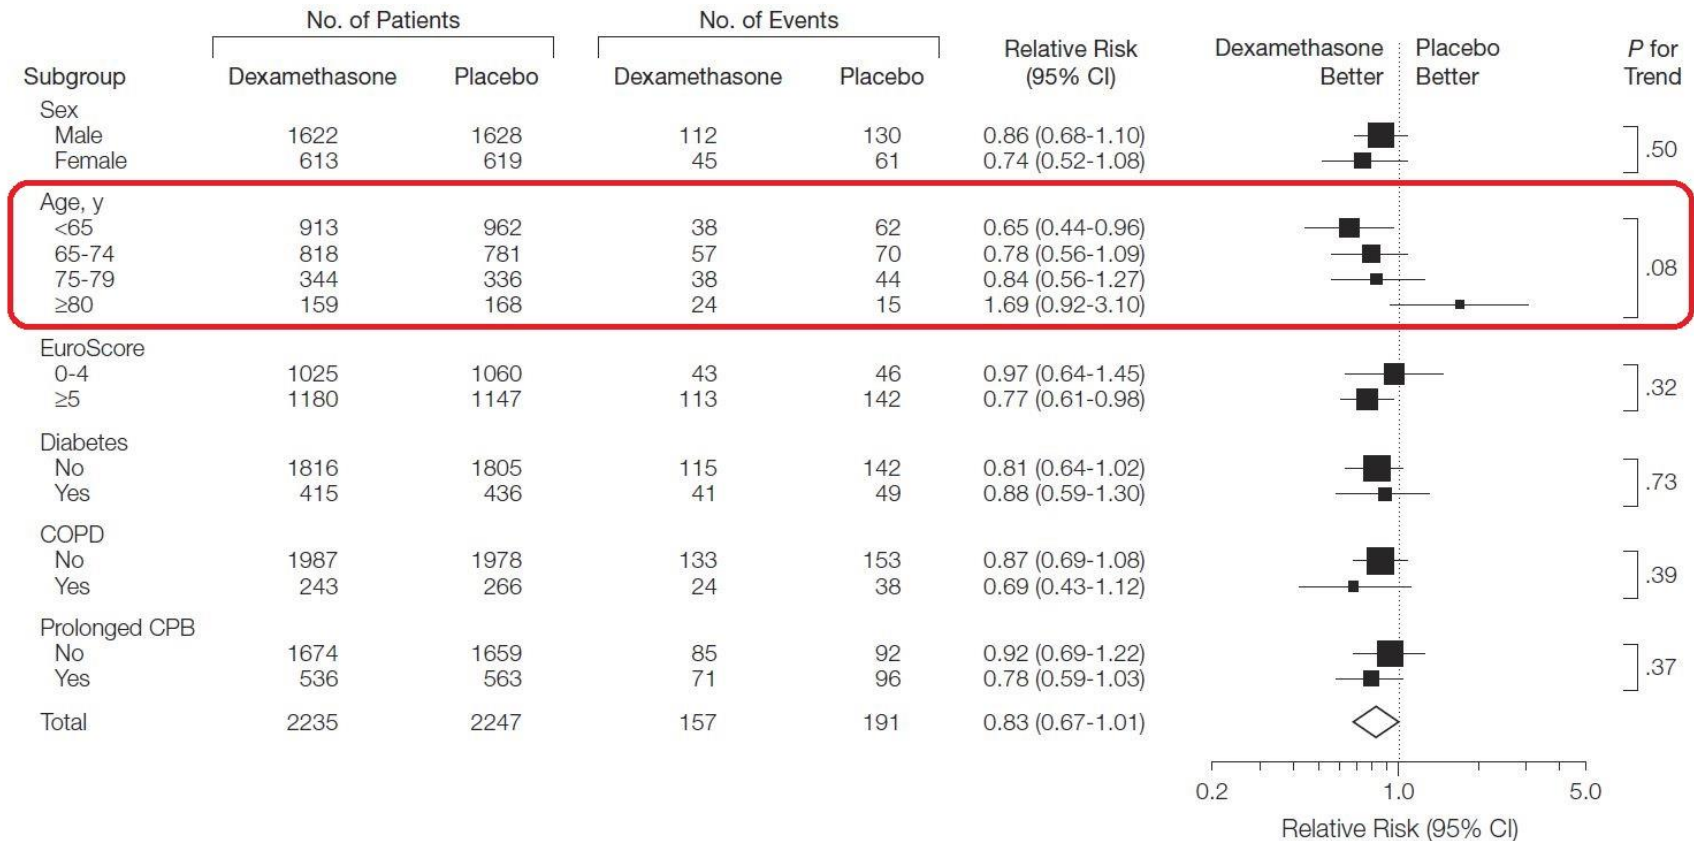 No. of Patients No. of Events
Relative Risk Dexamethasone Placebo P for
Subgroup Dexamethasone Placebo Dexamethasone Placebo (95% CI) Better Better Trend
Sex
Male 1622 1628 112 130 0.86 (0.68-1.10)
.50
Female 613 619 45 61 0.74 (0.52-1.08)
Age, y
<65 913 962 38 62 0.65 (0.44-0.96)
65-74 818 781 57 70 0.78 (0.56-1.09)
.08
75-79 344 336 38 44 0.84 (0.56-1.27)
≥80 159 168 24 15 1.69 (0.92-3.10)
EuroScore
0-4 1025 1060 43 46 0.97 (0.64-1.45)
.32
≥5 1180 1147 113 142 0.77 (0.61-0.98)
Diabetes
No 1816 1805 115 142 0.81 (0.64-1.02)
.73
Yes 415 436 41 49 0.88 (0.59-1.30)
COPD
No 1987 1978 133 153 0.87 (0.69-1.08)
.39
Yes 243 266 24 38 0.69 (0.43-1.12)
Prolonged CPB
No 1674 1659 85 92 0.92 (0.69-1.22)
.37
Yes 536 563 71 96 0.78 (0.59-1.03)
Total 2235 2247 157 191 0.83 (0.67-1.01)
0.2 1.0 5.0
Relative Risk (95% CI)